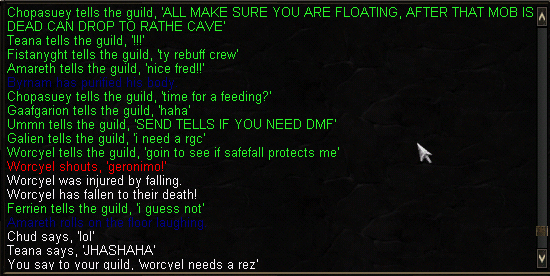 Chopasuey tells the guild, 'ALL MAKE SURE YOU ARE FLOATING, AFTER THAT MOB IS
DEAD CAN DROP TO RATHE CAVE'
Teana tells the guild, '!!!'
Fistanyght tells the guild, 'ty rebuff crew'
Amareth tells the guild, 'nice fred!!'
his body.
Chopasuey tells the guild, 'time for a feeding?'
Gaafgarion tells the guild, 'haha'
Ummn tells the guild, 'SEND TELLS IF YOU NEED DMF'
Galien tells the guild, 'i need a rgc'
Worcyel tells the guild, 'goin to see if safefall protects me'
Worcyel shouts, 'geronimo!'
Worcyel was injured by falling.
Worcyel has fallen to their death!
Ferrien tells the guild, 'i guess not'
laughing.
Chud says, 'lol'
Teana says, 'JHASHAHA'
You say to your guild, 'worcyel needs a rez'